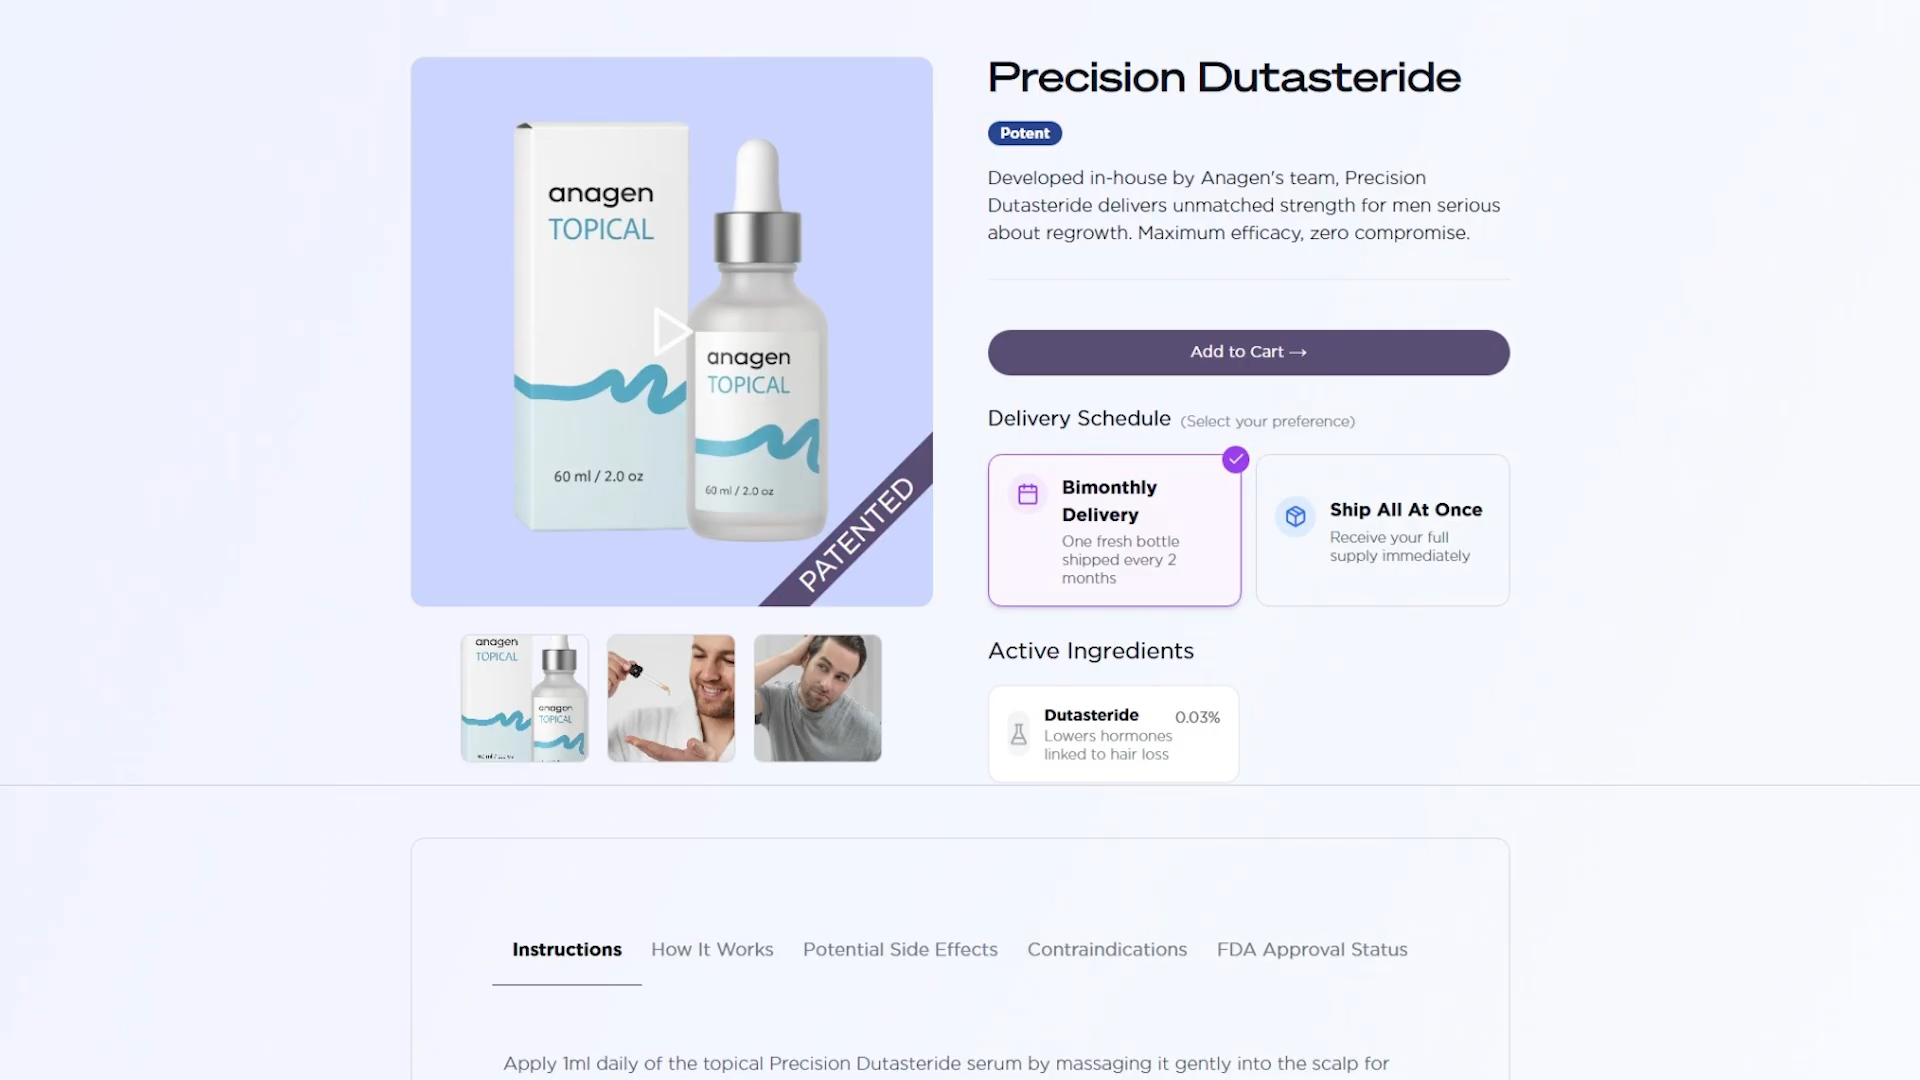 Precision Dutasteride
Potent
Developed in-house by Anagen's team, Precision
Dutasteride delivers unmatched strength for men serious
about regrowth. Maximum efficacy, zero compromise.
Add to Cart →
Delivery Schedule (Select your preference)
Bimonthly
Delivery
One fresh bottle
shipped every 2
months
Ship All At Once
Receive your full
supply immediately
Active Ingredients
Dutasteride 0.03%
Lowers hormones
linked to hair loss
anagen
TOPICAL
60 ml / 2.0 oz
anagen
TOPICAL
60 ml / 2.0 oz
PATENTED
anagen
TOPICAL
anagen
TOPICAL
Instructions How It Works Potential Side Effects Contraindications FDA Approval Status
Apply 1ml daily of the topical Precision Dutasteride serum by massaging it gently into the scalp for